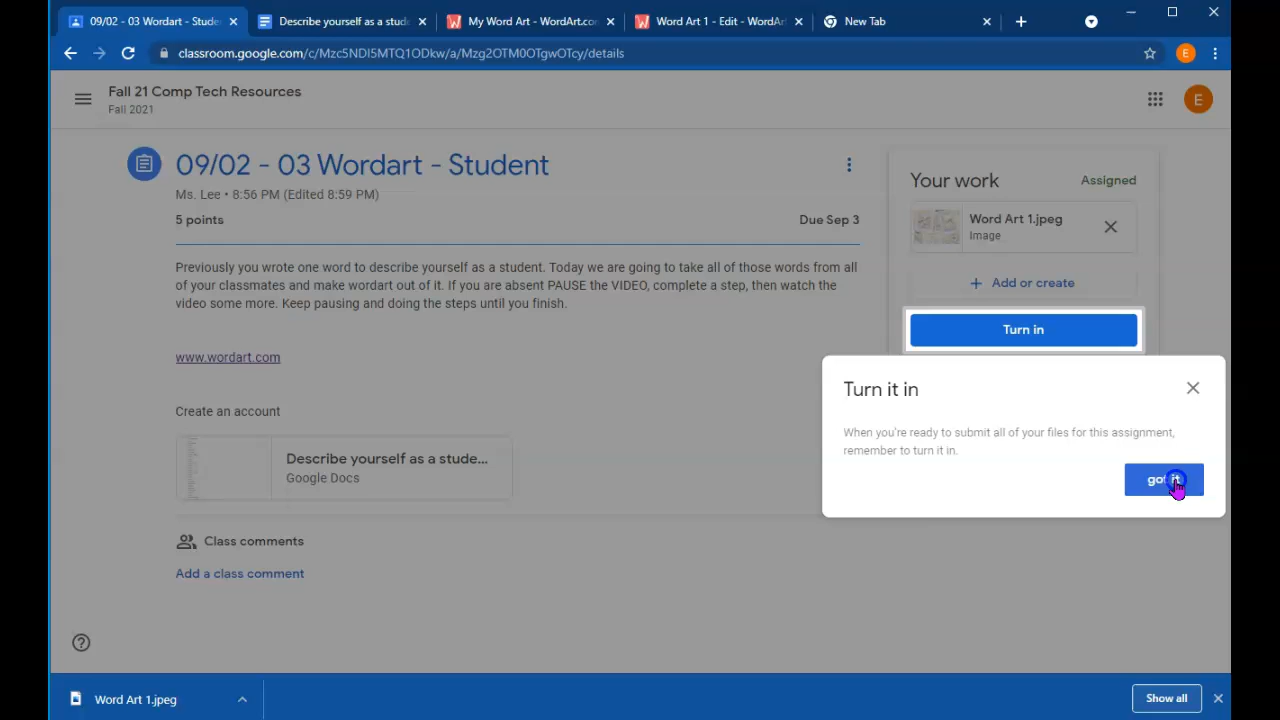 09/02 - 03 Wordart - Stude
Describe yourself as a stud
My Word Art - WordArt.co
Word Art 1 - Edit - WordAr
New Tab
classroom.google.com/c/Mzc5NDI5MTQ1ODkw/a/Mzg2OTM0OTgwOTcy/details
E
Fall 21 Comp Tech Resources
Fall 2021
E
09/02 - 03 Wordart - Student
Ms. Lee • 8:56 PM (Edited 8:59 PM)
5 points
Due Sep 3
Previously you wrote one word to describe yourself as a student. Today we are going to take all of those words from all
of your classmates and make wordart out of it. If you are absent PAUSE the VIDEO, complete a step, then watch the
video some more. Keep pausing and doing the steps until you finish.
www.wordart.com
Create an account
Describe yourself as a stude...
Google Docs
Class comments
Add a class comment
Your work
Assigned
Word Art 1.jpeg
Image
+ Add or create
Turn in
Turn it in
When you're ready to submit all of your files for this assignment,
remember to turn it in.
got it
Word Art 1.jpeg
Show all